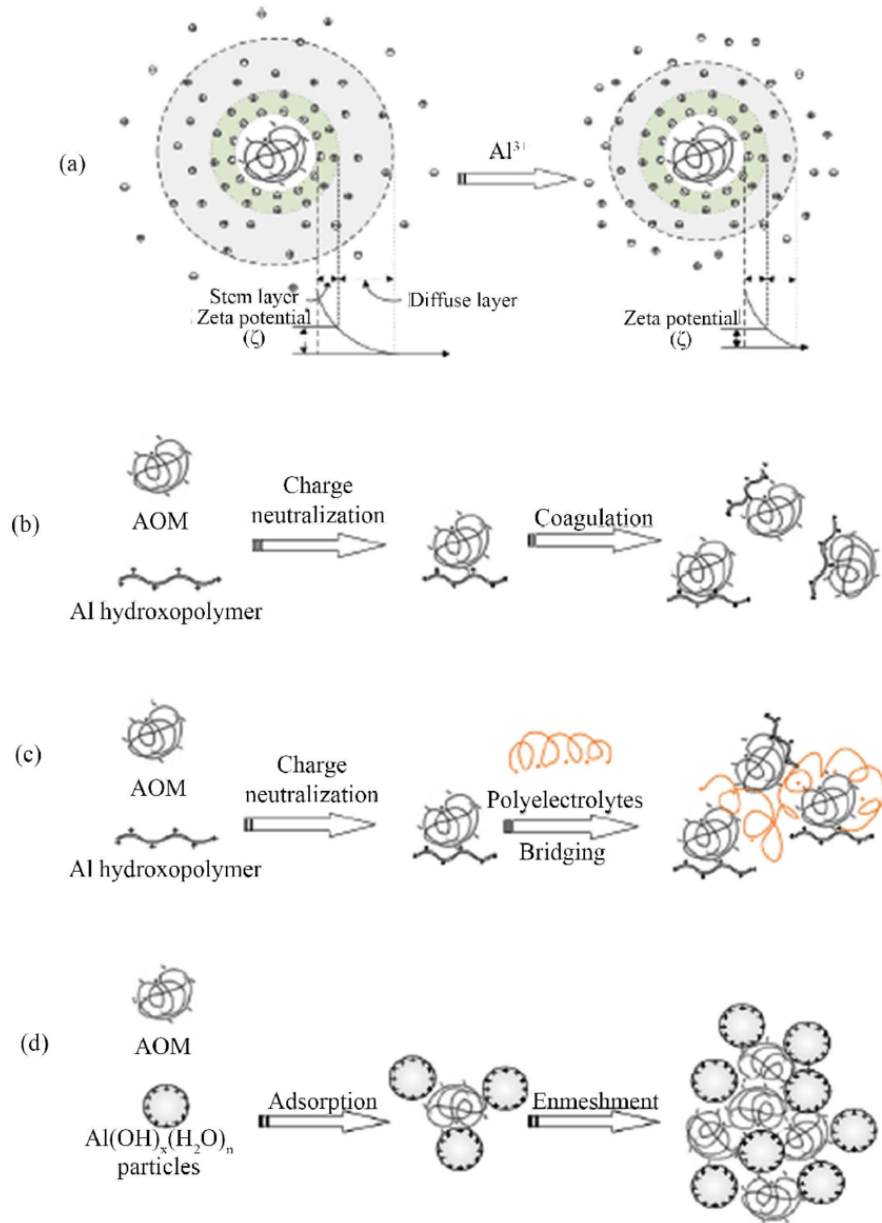 (a)
Al³⁺
Stem layer
Zeta potential
(ζ)
Diffuse layer
Zeta potential
(ζ)
(b)
AOM
Al hydroxopolymer
Charge
neutralization
Coagulation
(c)
AOM
Al hydroxopolymer
Charge
neutralization
Polyelectrolytes
Bridging
(d)
AOM
Al(OH)ₓ(H₂O)ₙ
particles
Adsorption
Enmeshment